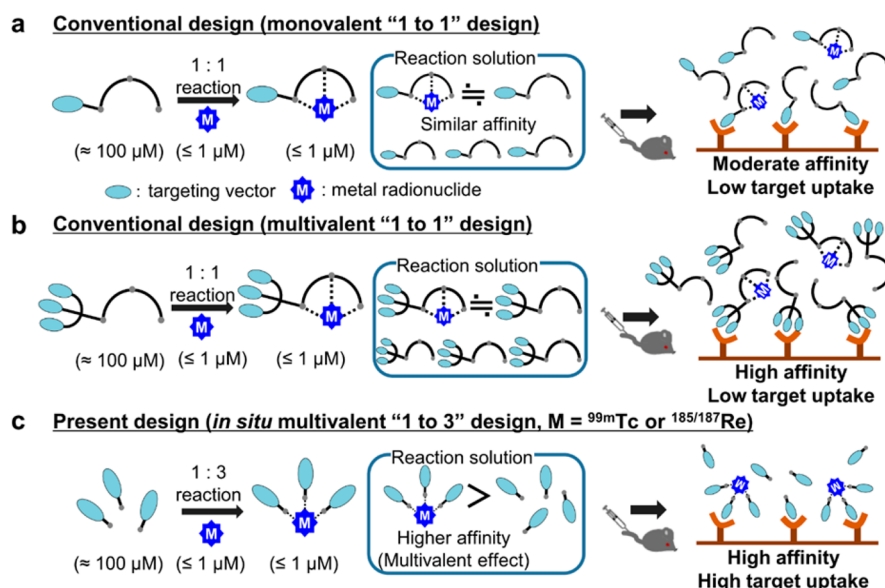 a Conventional design (monovalent “1 to 1” design)
1 : 1
reaction
M
M
(≈ 100 μM) (≤ 1 μM) (≤ 1 μM)
Reaction solution
M
≒
Similar affinity
M
M
Moderate affinity
Low target uptake
: targeting vector M : metal radionuclide
b Conventional design (multivalent “1 to 1” design)
1 : 1
reaction
M
M
(≈ 100 μM) (≤ 1 μM) (≤ 1 μM)
Reaction solution
M
≒
M
M
High affinity
Low target uptake
c Present design (in situ multivalent “1 to 3” design, M = ⁹⁹ᵐTc or ¹⁸⁵/¹⁸⁷Re)
1 : 3
reaction
M
M
(≈ 100 μM) (≤ 1 μM) (≤ 1 μM)
Reaction solution
M
>
Higher affinity
(Multivalent effect)
M
M
High affinity
High target uptake